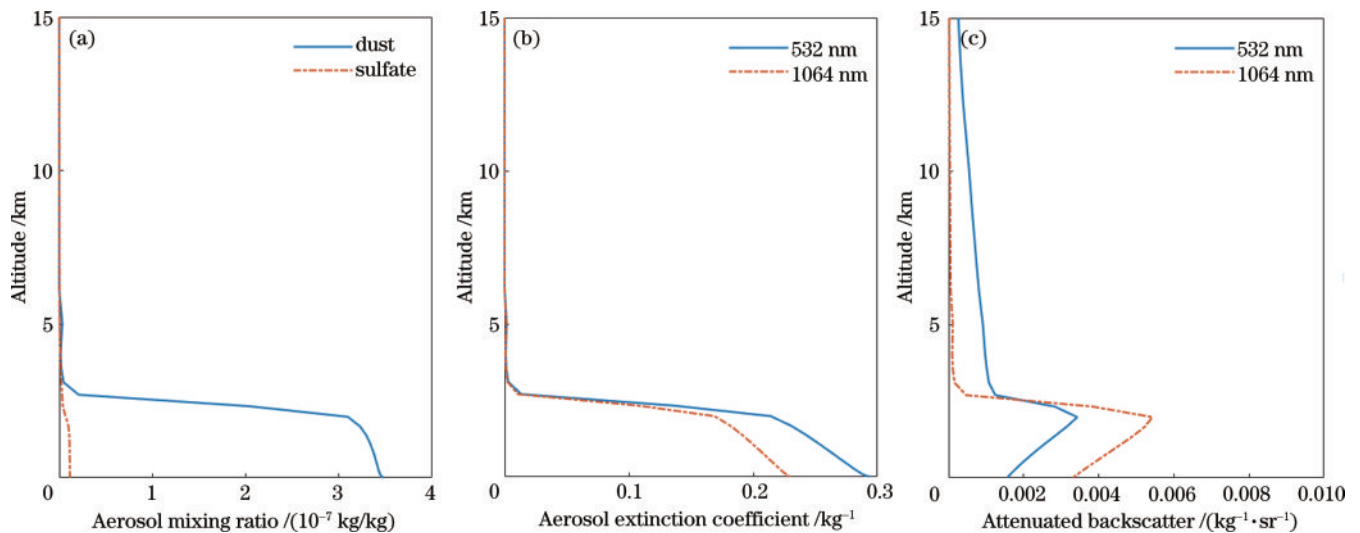 (a)
dust
sulfate
15
10
5
0
1
2
3
4
Altitude /km
Aerosol mixing ratio /(10⁻⁷ kg/kg)
(b)
532 nm
1064 nm
15
10
5
0
0.1
0.2
0.3
Altitude /km
Aerosol extinction coefficient /kg⁻¹
(c)
532 nm
1064 nm
15
10
5
0
0.002
0.004
0.006
0.008
0.010
Altitude /km
Attenuated backscatter /(kg⁻¹·sr⁻¹)